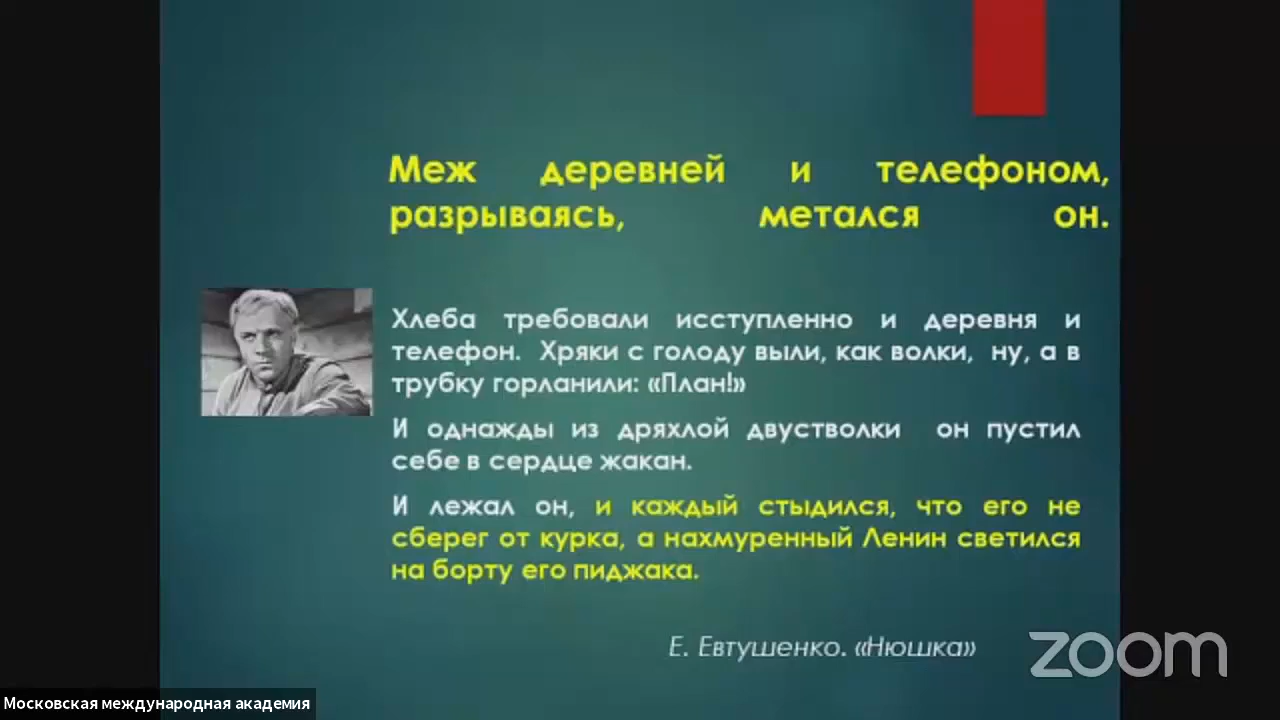 Меж деревней и телефоном,
разрываясь, метался он.
Хлеба требовали исступленно и деревня и
телефон. Хряки с голоду выли, как волки, ну, а в
трубку горланили: «План!»
И однажды из дряхлой двустволки он пустил
себе в сердце жакан.
И лежал он, и каждый стыдился, что его не
сберег от курка, а нахмуренный Ленин светился
на борту его пиджака.
Е. Евтушенко. «Нюшка»
zoom
Московская международная академия